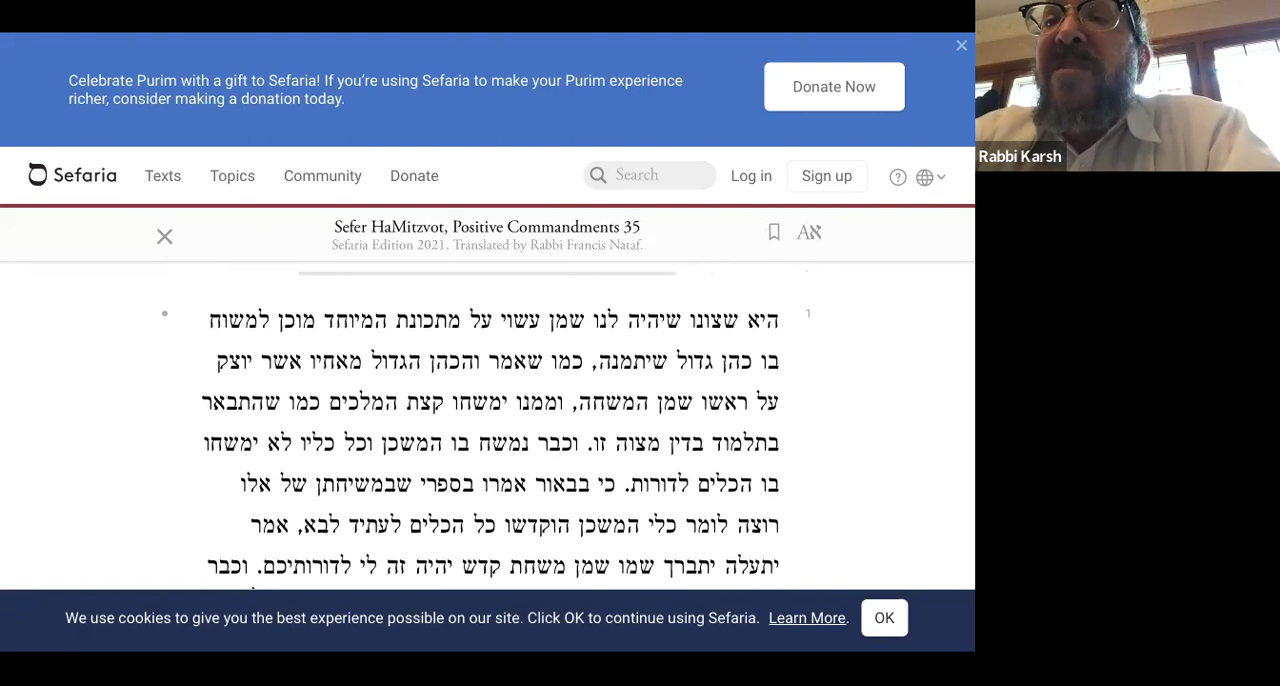 Celebrate Purim with a gift to Sefaria! If you're using Sefaria to make your Purim experience
richer, consider making a donation today.
Donate Now
Rabbi Karsh
Sefaria
Texts
Topics
Community
Donate
Search
Log in
Sign up
Sefer HaMitzvot, Positive Commandments 35
Sefaria Edition 2021, Translated by Rabbi Francis Nataf.
היא שצונו שיהיה לנו שמן עשוי על מתכונת המיוחד מוכן למשוח
בו כהן גדול שיתמנה, כמו שאמר והכהן הגדול מאחיו אשר יוצק
על ראשו שמן המשחה, וממנו ימשחו קצת המלכים כמו שהתבאר
בתלמוד בדין מצוה זו. וכבר נמשח בו המשכן וכל כליו לא ימשחו
בו הכלים לדורות. כי בבאור אמרו בספרי שבמשיחתן של אלו
רוצה לומר כלי המשכן הוקדשו כל הכלים לעתיד לבא, אמר
יתעלה יתברך שמו שמן משחת קדש יהיה זה לי לדורותיכם. וכבר
We use cookies to give you the best experience possible on our site. Click OK to continue using Sefaria. Learn More.
OK